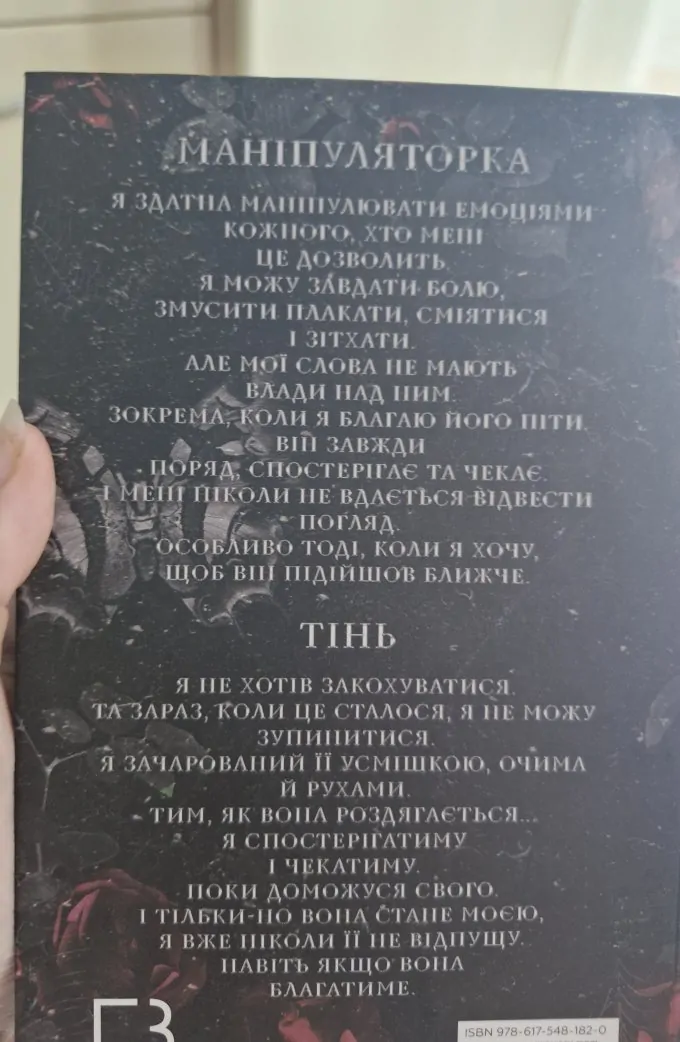 МАНІПУЛЯТОРКА
Я ЗДАТНА МАНІПУЛЮВАТИ ЕМОЦІЯМИ
КОЖНОГО, ХТО МЕНІ
ЦЕ ДОЗВОЛИТЬ.
Я МОЖУ ЗАВДАТИ БОЛЮ,
ЗМУСИТИ ПЛАКАТИ, СМІЯТИСЯ
І ЗІТХАТИ.
АЛЕ МОЇ СЛОВА НЕ МАЮТЬ
ВЛАДИ НАД НИМ.
ЗОКРЕМА, КОЛИ Я БЛАГАЮ ЙОГО ПІТИ.
ВІН ЗАВЖДИ
ПОРЯД, СПОСТЕРІГАЄ ТА ЧЕКАЄ.
І МЕНІ НІКОЛИ НЕ ВДАЄТЬСЯ ВІДВЕСТИ
ПОГЛЯД.
ОСОБЛИВО ТОДІ, КОЛИ Я ХОЧУ,
ЩОБ ВІН ПІДІЙШОВ БЛИЖЧЕ.
ТІНЬ
Я НЕ ХОТІВ ЗАКОХУВАТИСЯ.
ТА ЗАРАЗ, КОЛИ ЦЕ СТАЛОСЯ, Я НЕ МОЖУ
ЗУПИНИТИСЯ.
Я ЗАЧАРОВАНИЙ ЇЇ УСМІШКОЮ, ОЧИМА
Й РУХАМИ.
ТИМ, ЯК ВОНА РОЗДЯГАЄТЬСЯ...
Я СПОСТЕРІГАТИМУ
І ЧЕКАТИМУ.
ПОКИ ДОМОЖУСЯ СВОГО.
І ТІЛЬКИ-НО ВОНА СТАНЕ МОЄЮ,
Я ВЖЕ НІКОЛИ ЇЇ НЕ ВІДПУЩУ.
НАВІТЬ ЯКЩО ВОНА
БЛАГАТИМЕ.
ISBN 978-617-548-182-0